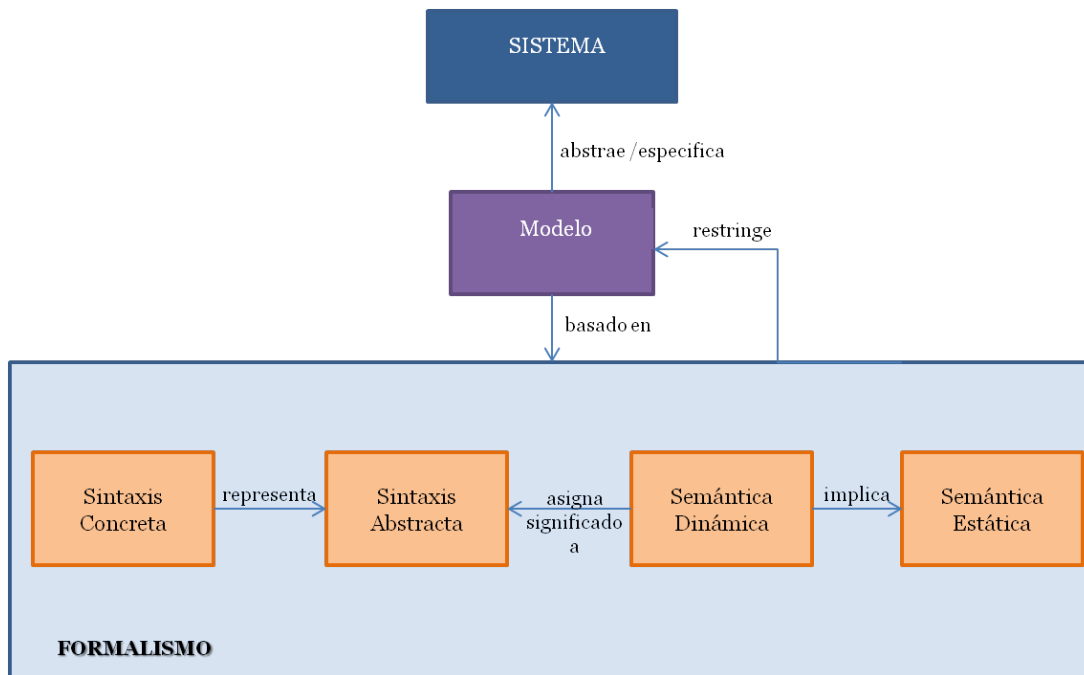 SISTEMA
abstrae /especifica
Modelo
restringe
basado en
Sintaxis
Concreta
representa
Sintaxis
Abstracta
asigna
significado
a
Semántica
Dinámica
implica
Semántica
Estática
FORMALISMO